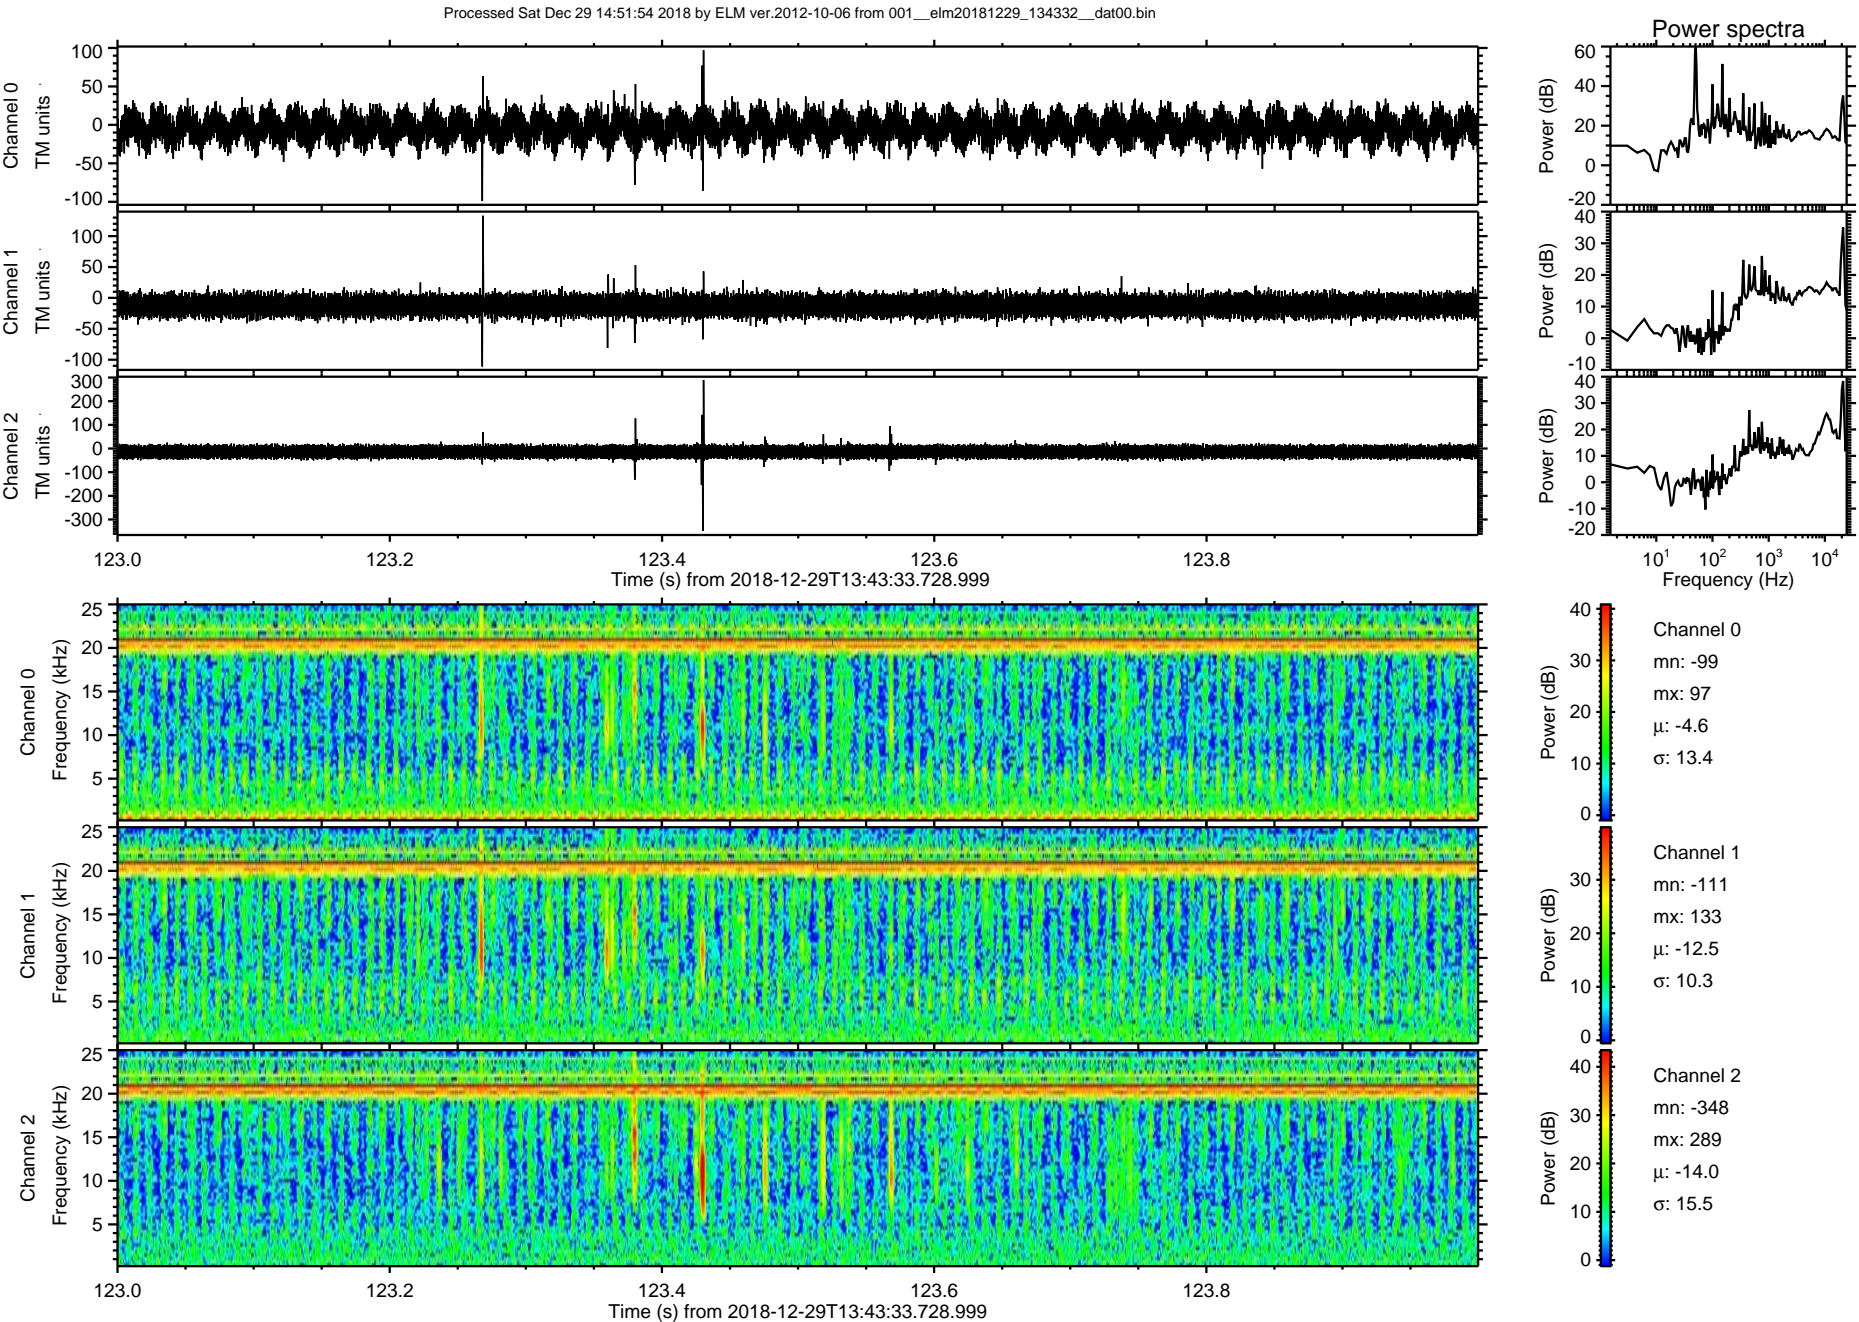 Processed Sat Dec 29 14:51:54 2018 by ELM ver.2012-10-06 from 001__elm20181229_134332__dat00.bin
Power spectra
Channel 0
TM units
100
50
0
-50
-100
Power (dB)
60
40
20
0
-20
Channel 1
TM units
100
50
0
-50
-100
Power (dB)
40
30
20
10
0
-10
Channel 2
TM units
300
200
100
0
-100
-200
-300
Power (dB)
40
30
20
10
0
-10
-20
123.0 123.2 123.4 123.6 123.8
Time (s) from 2018-12-29T13:43:33.728.999
10¹ 10² 10³ 10⁴
Frequency (Hz)
Channel 0
Frequency (kHz)
25
20
15
10
5
Power (dB)
40
30
20
10
0
Channel 0
mn: -99
mx: 97
μ: -4.6
σ: 13.4
Channel 1
Frequency (kHz)
25
20
15
10
5
Power (dB)
30
20
10
0
Channel 1
mn: -111
mx: 133
μ: -12.5
σ: 10.3
Channel 2
Frequency (kHz)
25
20
15
10
5
Power (dB)
40
30
20
10
0
Channel 2
mn: -348
mx: 289
μ: -14.0
σ: 15.5
123.0 123.2 123.4 123.6 123.8
Time (s) from 2018-12-29T13:43:33.728.999